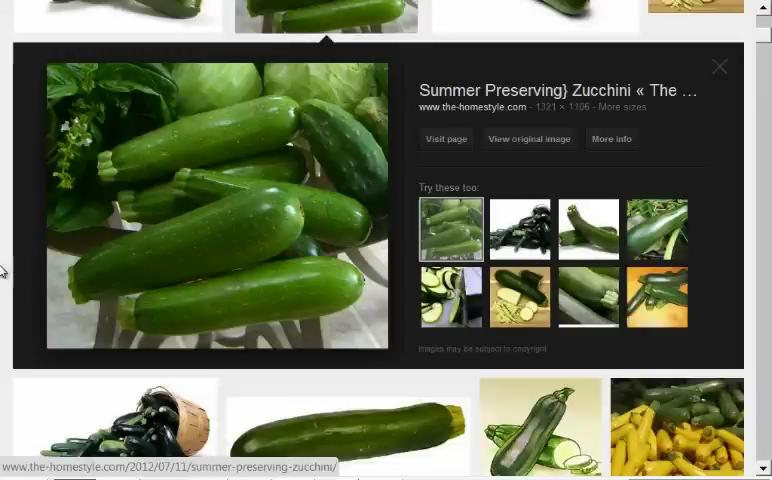 Summer Preserving} Zucchini « The ...
www.the-homestyle.com - 1321 × 1106 - More sizes
Visit page
View original image
More info
Try these too:
Images may be subject to copyright
www.the-homestyle.com/2012/07/11/summer-preserving-zucchini/